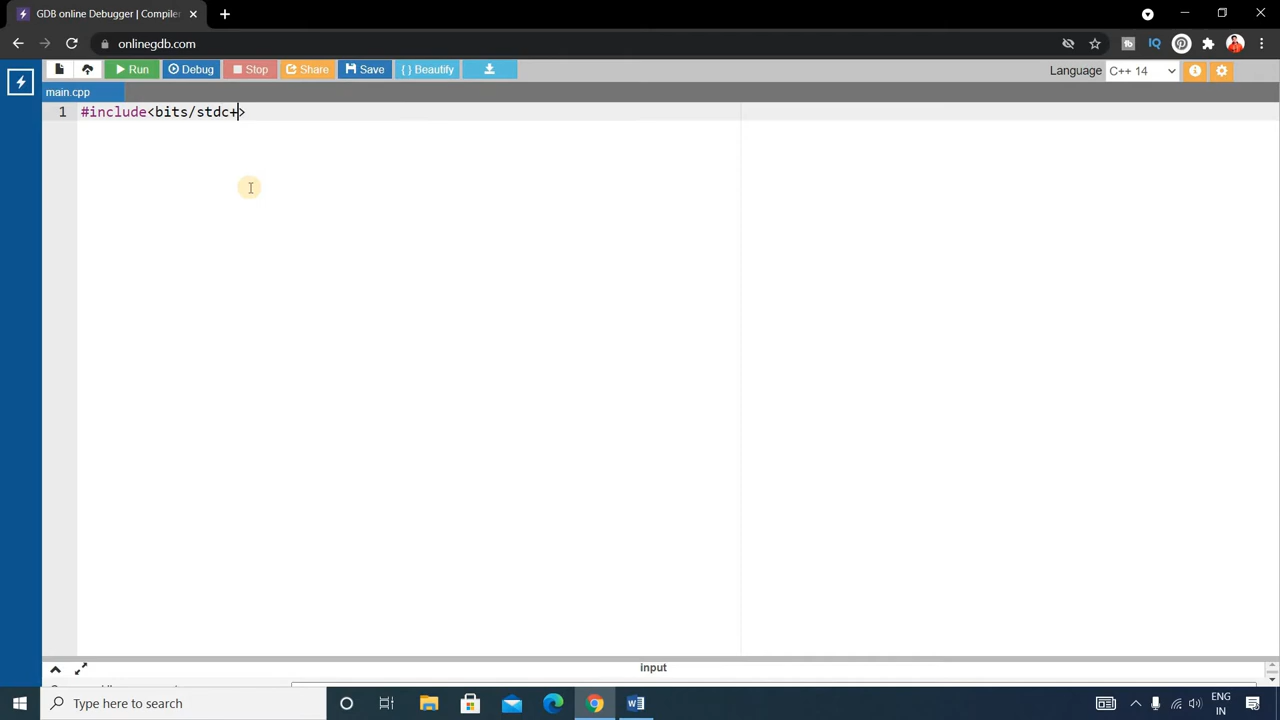 GDB online Debugger | Compiler
onlinegdb.com
Run
Debug
Stop
Share
Save
{ } Beautify
Language
C++ 14
main.cpp
1
#include<bits/stdc+>
input
Type here to search
ENG
IN